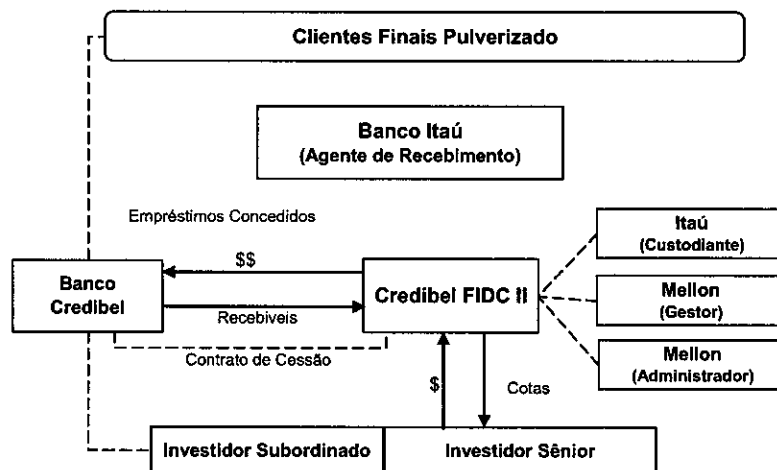 Clientes Finais Pulverizado
Banco Itaú
(Agente de Recebimento)
Empréstimos Concedidos
Itaú
(Custodiante)
$$
Banco
Credibel
Credibel FIDC II
Mellon
(Gestor)
Recebiveis
Contrato de Cessão
Mellon
(Administrador)
$
Cotas
Investidor Subordinado
Investidor Sênior